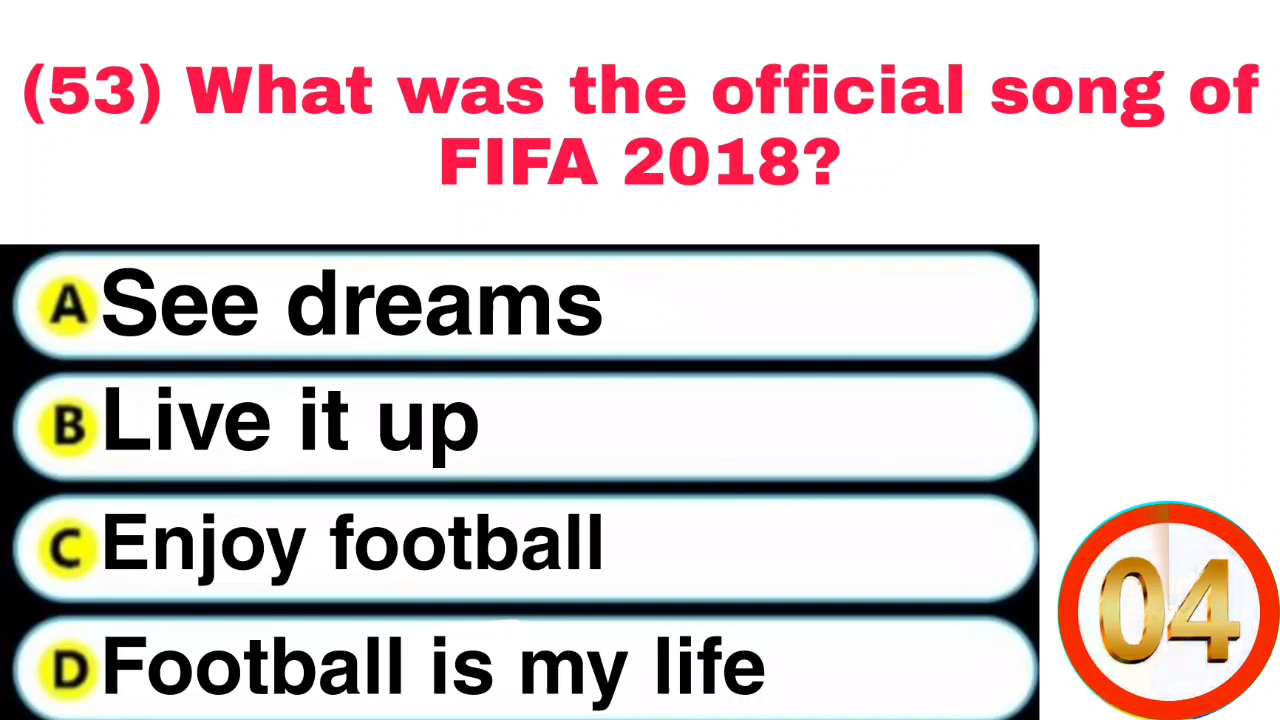 (53) What was the official song of
FIFA 2018?
A See dreams
B Live it up
C Enjoy football
D Football is my life
04